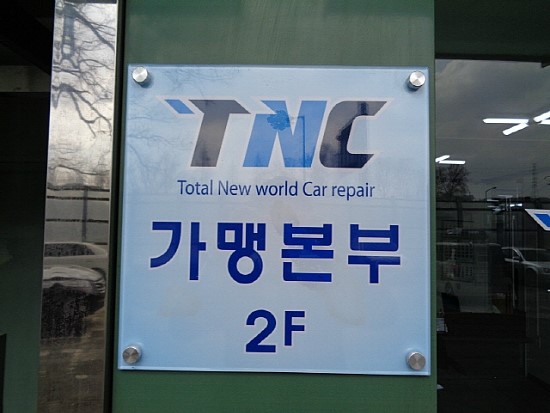 TNC
Total New world Car repair
가맹본부
2F